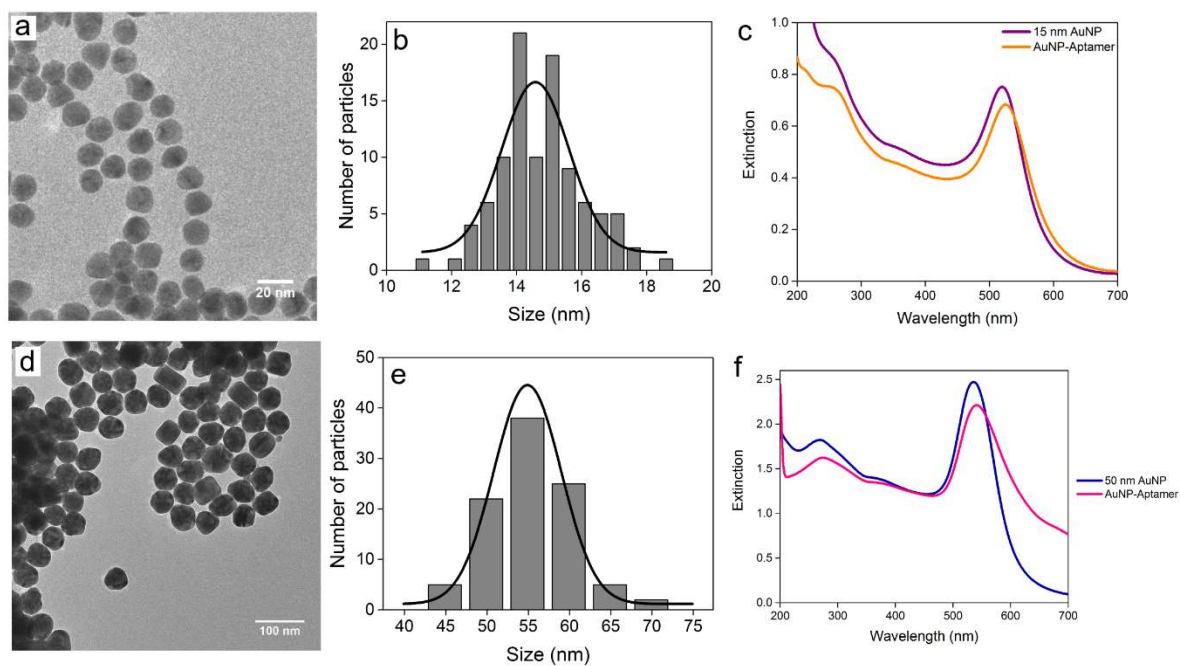 a
20 nm
b
Number of particles
20
15
10
5
0
10 12 14 16 18 20
Size (nm)
c
15 nm AuNP
AuNP-Aptamer
Extinction
1.0
0.8
0.6
0.4
0.2
0.0
200 300 400 500 600 700
Wavelength (nm)
d
100 nm
e
Number of particles
50
40
30
20
10
0
40 45 50 55 60 65 70 75
Size (nm)
f
Extinction
2.5
2.0
1.5
1.0
0.5
0.0
200 300 400 500 600 700
Wavelength (nm)
50 nm AuNP
AuNP-Aptamer